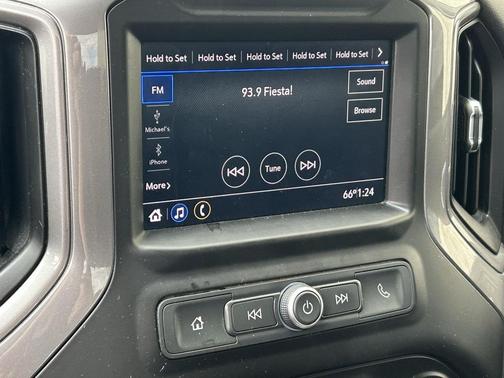 Hold to Set Hold to Set Hold to Set Hold to Set Hold to Set
FM
93.9 Fiesta!
Sound
Browse
Michael's
iPhone
Tune
More
66° 1:24